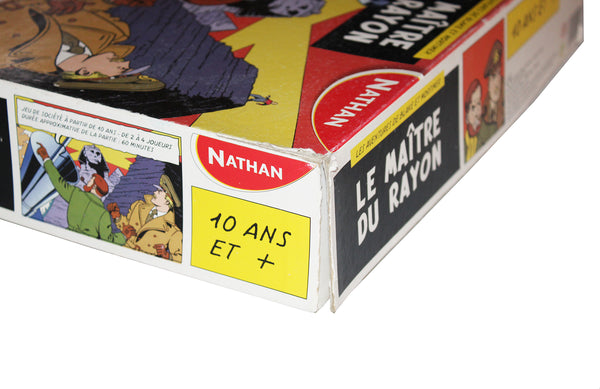 MAÎTRE
RAYON
NATHAN
10 ANS ET
JEU DE SOCIÉTÉ À PARTIR DE 10 ANS : DE 2 À 4 JOUEURS
DURÉE APPROXIMATIVE DE LA PARTIE : 60 MINUTES
NATHAN
10 ANS
ET +
LES AVENTURES DE BLAKE ET MORTIMER
LE MAÎTRE
DU RAYON